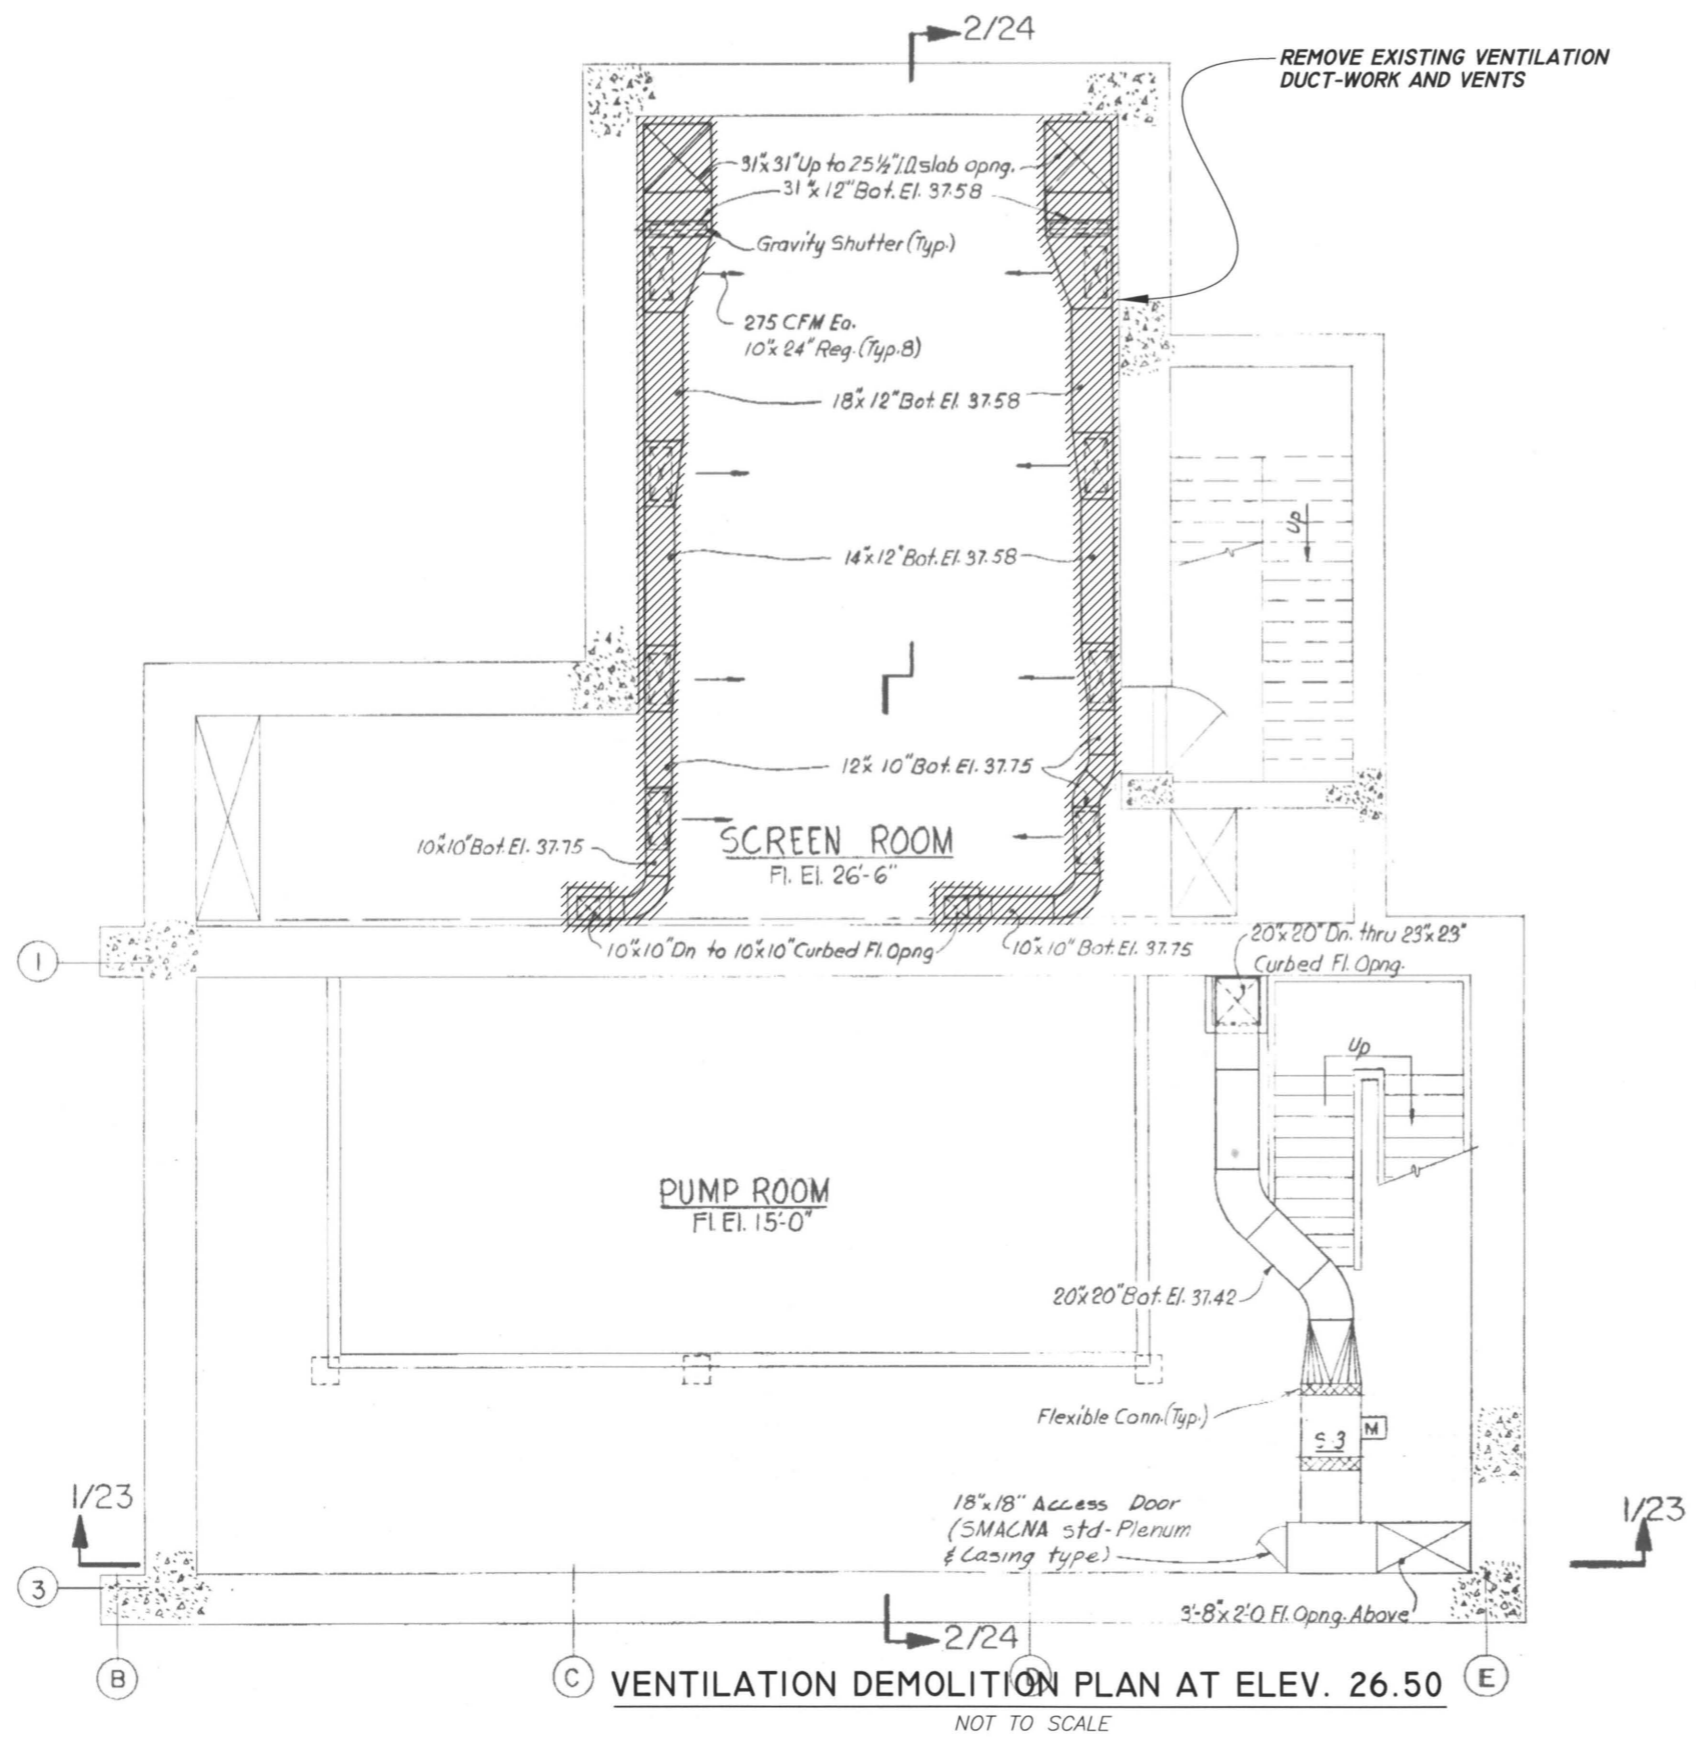 2/24
REMOVE EXISTING VENTILATION
DUCT-WORK AND VENTS
31"x31" Up to 25½" I.D. slab opng.
31"x12" Bot. El. 37.58
Gravity Shutter (Typ.)
275 CFM Ea.
10"x24" Reg. (Typ. 8)
18"x12" Bot. El. 37.58
Up
14"x12" Bot. El. 37.58
12"x10" Bot. El. 37.75
SCREEN ROOM
Fl. El. 26'-6"
10"x10" Bot. El. 37.75
10"x10" Dn to 10"x10" Curbed Fl. Opng
10"x10" Bot. El. 37.75
20"x20" Dn. thru 23"x23"
Curbed Fl. Opng.
1
Up
PUMP ROOM
Fl. El. 15'-0"
20"x20" Bot. El. 37.42
Flexible Conn. (Typ.)
M
S-3
18"x18" Access Door
(SMACNA std-Plenum
& Casing type)
1/23
1/23
3
3'-8"x2'0 Fl. Opng. Above
2/24
B
C
D
E
VENTILATION DEMOLITION PLAN AT ELEV. 26.50
NOT TO SCALE